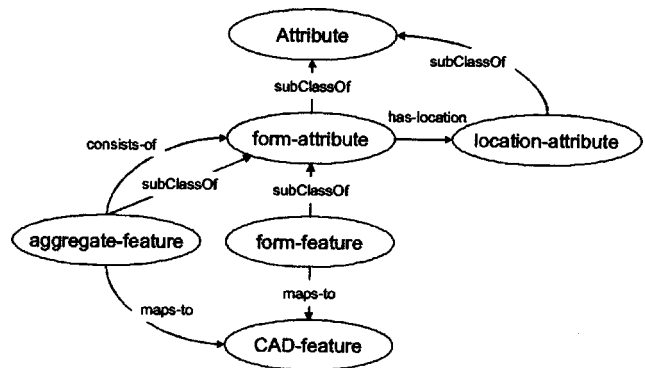 Attribute
subClassOf
subClassOf
has-location
form-attribute
location-attribute
consists-of
subClassOf
subClassOf
aggregate-feature
form-feature
maps-to
maps-to
CAD-feature